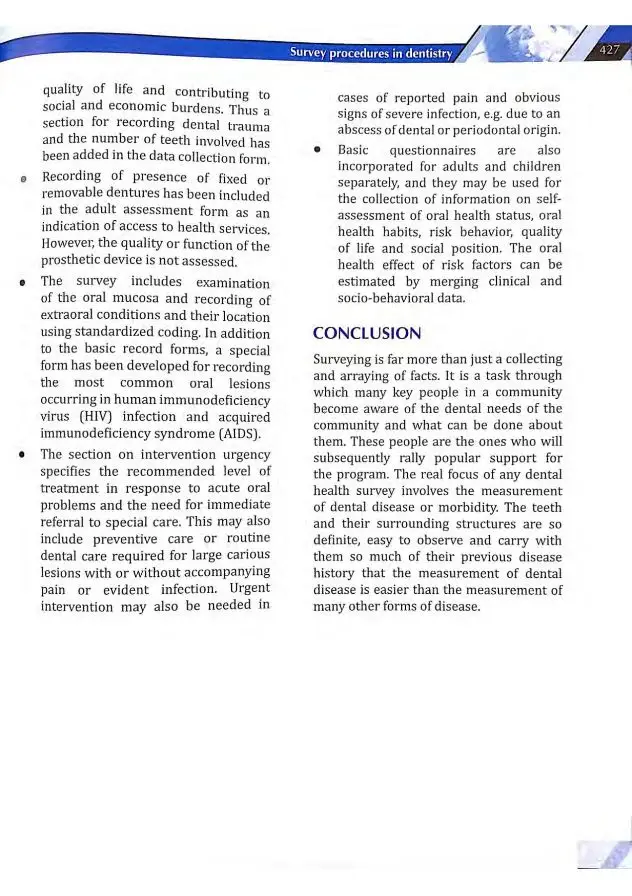 Survey procedures in dentistry
427
quality of life and contributing to
social and economic burdens. Thus a
section for recording dental trauma
and the number of teeth involved has
been added in the data collection form.
• Recording of presence of fixed or
removable dentures has been included
in the adult assessment form as an
indication of access to health services.
However, the quality or function of the
prosthetic device is not assessed.
• The survey includes examination
of the oral mucosa and recording of
extraoral conditions and their location
using standardized coding. In addition
to the basic record forms, a special
form has been developed for recording
the most common oral lesions
occurring in human immunodeficiency
virus (HIV) infection and acquired
immunodeficiency syndrome (AIDS).
• The section on intervention urgency
specifies the recommended level of
treatment in response to acute oral
problems and the need for immediate
referral to special care. This may also
include preventive care or routine
dental care required for large carious
lesions with or without accompanying
pain or evident infection. Urgent
intervention may also be needed in
cases of reported pain and obvious
signs of severe infection, e.g. due to an
abscess of dental or periodontal origin.
• Basic questionnaires are also
incorporated for adults and children
separately, and they may be used for
the collection of information on self-
assessment of oral health status, oral
health habits, risk behavior, quality
of life and social position. The oral
health effect of risk factors can be
estimated by merging clinical and
socio-behavioral data.
CONCLUSION
Surveying is far more than just a collecting
and arraying of facts. It is a task through
which many key people in a community
become aware of the dental needs of the
community and what can be done about
them. These people are the ones who will
subsequently rally popular support for
the program. The real focus of any dental
health survey involves the measurement
of dental disease or morbidity. The teeth
and their surrounding structures are so
definite, easy to observe and carry with
them so much of their previous disease
history that the measurement of dental
disease is easier than the measurement of
many other forms of disease.